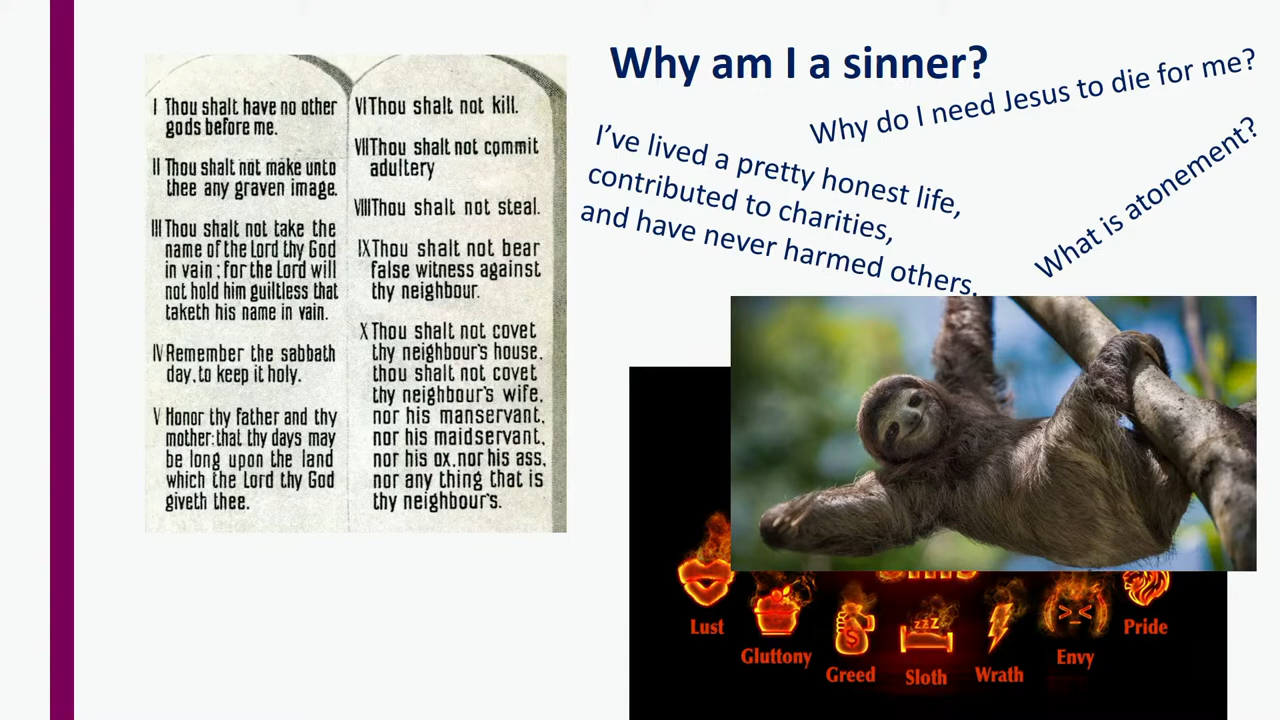 Why am I a sinner?
Why do I need Jesus to die for me?
I've lived a pretty honest life,
contributed to charities,
and have never harmed others.
What is atonement?
I Thou shalt have no other
gods before me.
II Thou shalt not make unto
thee any graven image.
III Thou shalt not take the
name of the Lord thy God
in vain; for the Lord will
not hold him guiltless that
taketh his name in vain.
IV Remember the sabbath
day, to keep it holy.
V Honor thy father and thy
mother: that thy days may
be long upon the land
which the Lord thy God
giveth thee.
VI Thou shalt not kill.
VII Thou shalt not commit
adultery
VIII Thou shalt not steal.
IX Thou shalt not bear
false witness against
thy neighbour.
X Thou shalt not covet
thy neighbour's house,
thou shalt not covet
thy neighbour's wife,
nor his manservant,
nor his maidservant,
nor his ox, nor his ass,
nor any thing that is
thy neighbour's.
zzZ
$
>_<
Lust
Gluttony
Greed
Sloth
Wrath
Envy
Pride